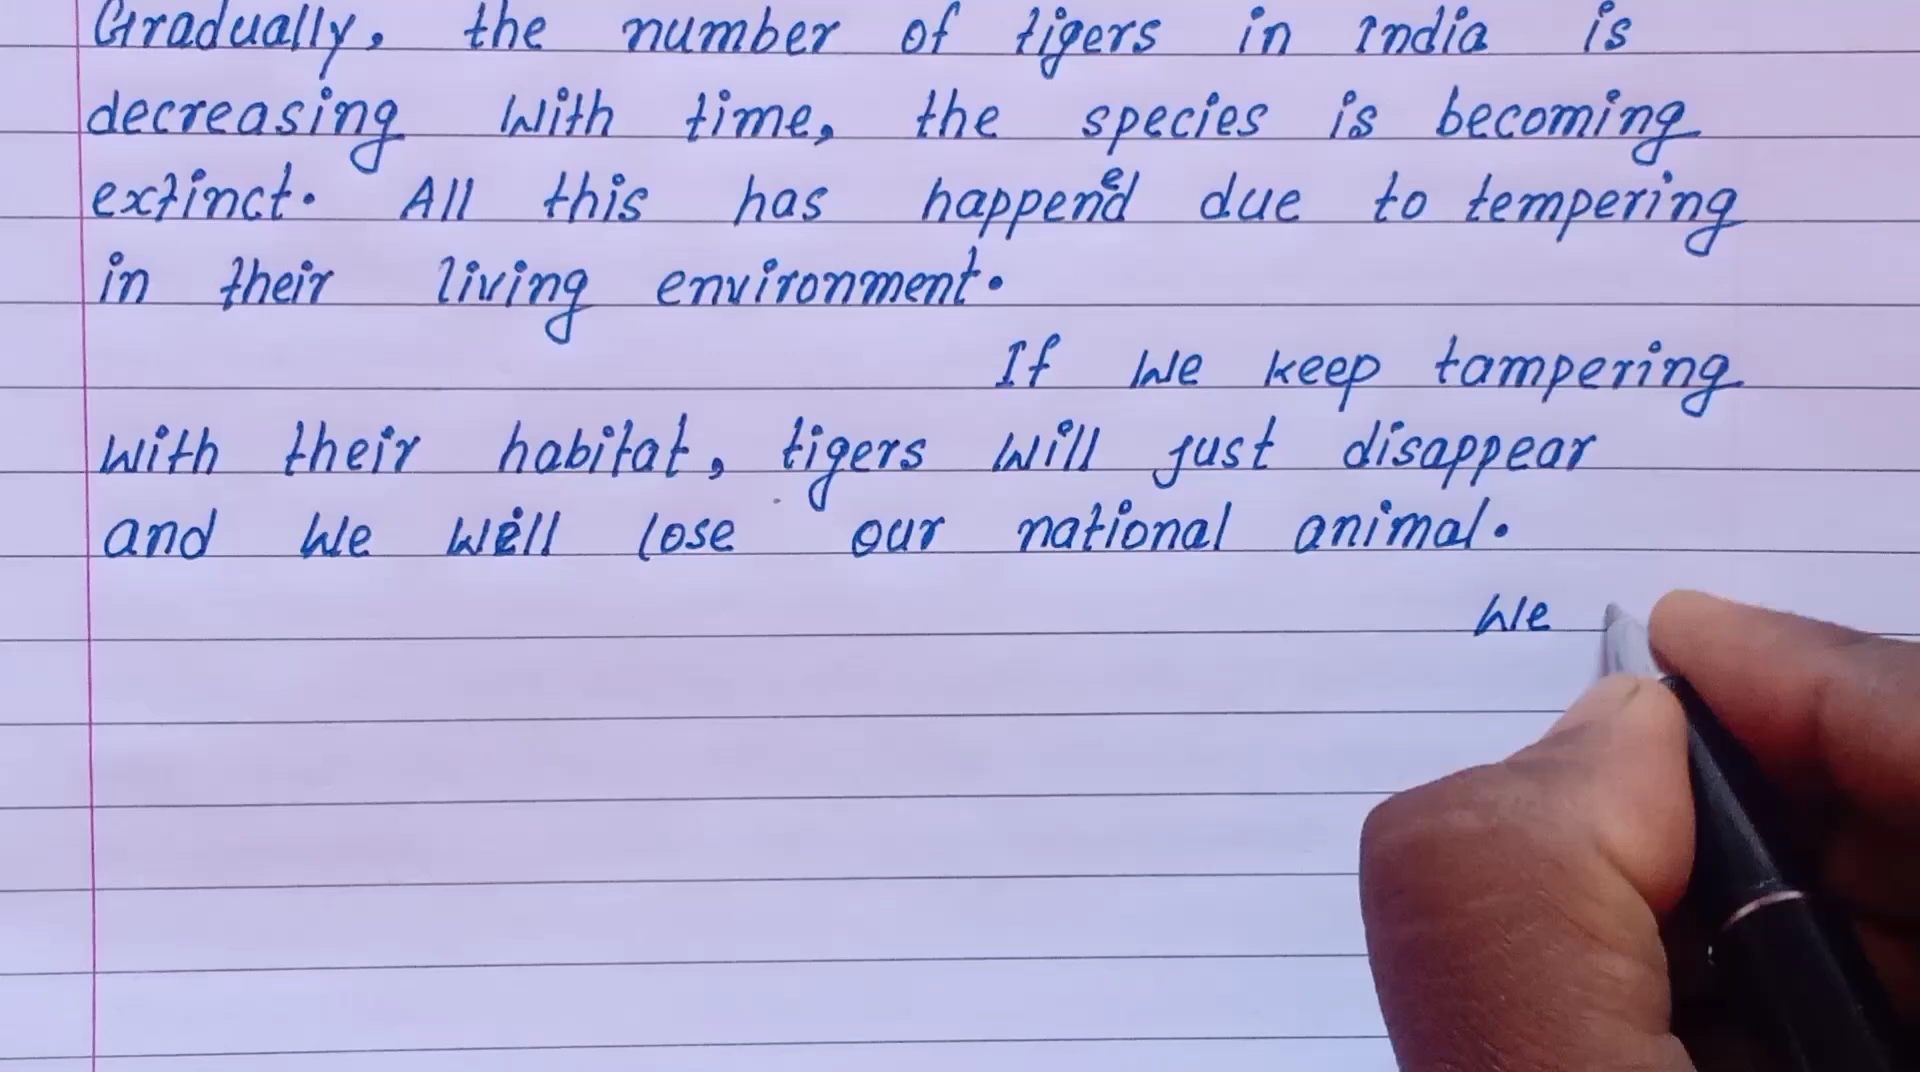 Gradually, the number of tigers in India is
decreasing with time, the species is becoming
extinct. All this has happened due to tempering
in their living environment.
If we keep tampering
with their habitat, tigers will just disappear
and we will lose our national animal.
We